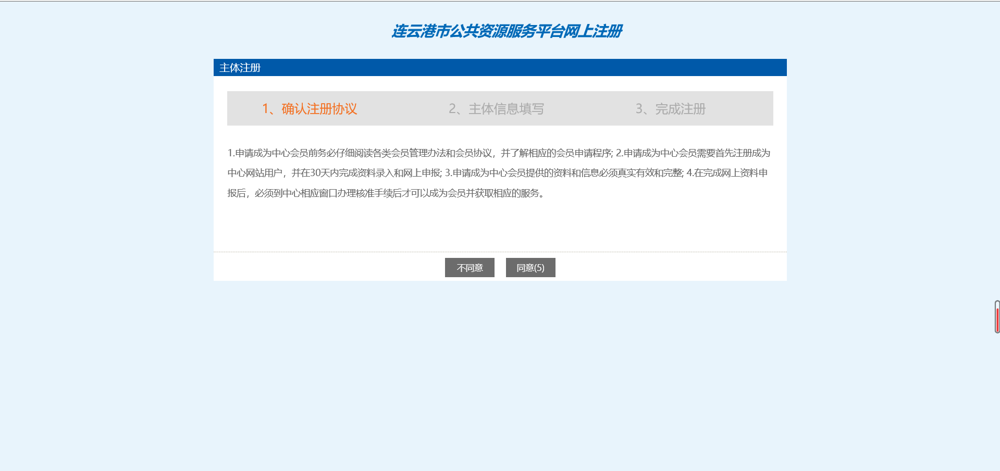 连云港市公共资源服务平台网上注册
主体注册
1、确认注册协议 2、主体信息填写 3、完成注册
1.申请成为中心会员前务必仔细阅读各类会员管理办法和会员协议，并了解相应的会员申请程序; 2.申请成为中心会员需要首先注册成为
中心网站用户，并在30天内完成资料录入和网上申报; 3.申请成为中心会员提供的资料和信息必须真实有效和完整; 4.在完成网上资料申
报后，必须到中心相应窗口办理核准手续后才可以成为会员并获取相应的服务。
不同意 同意(5)